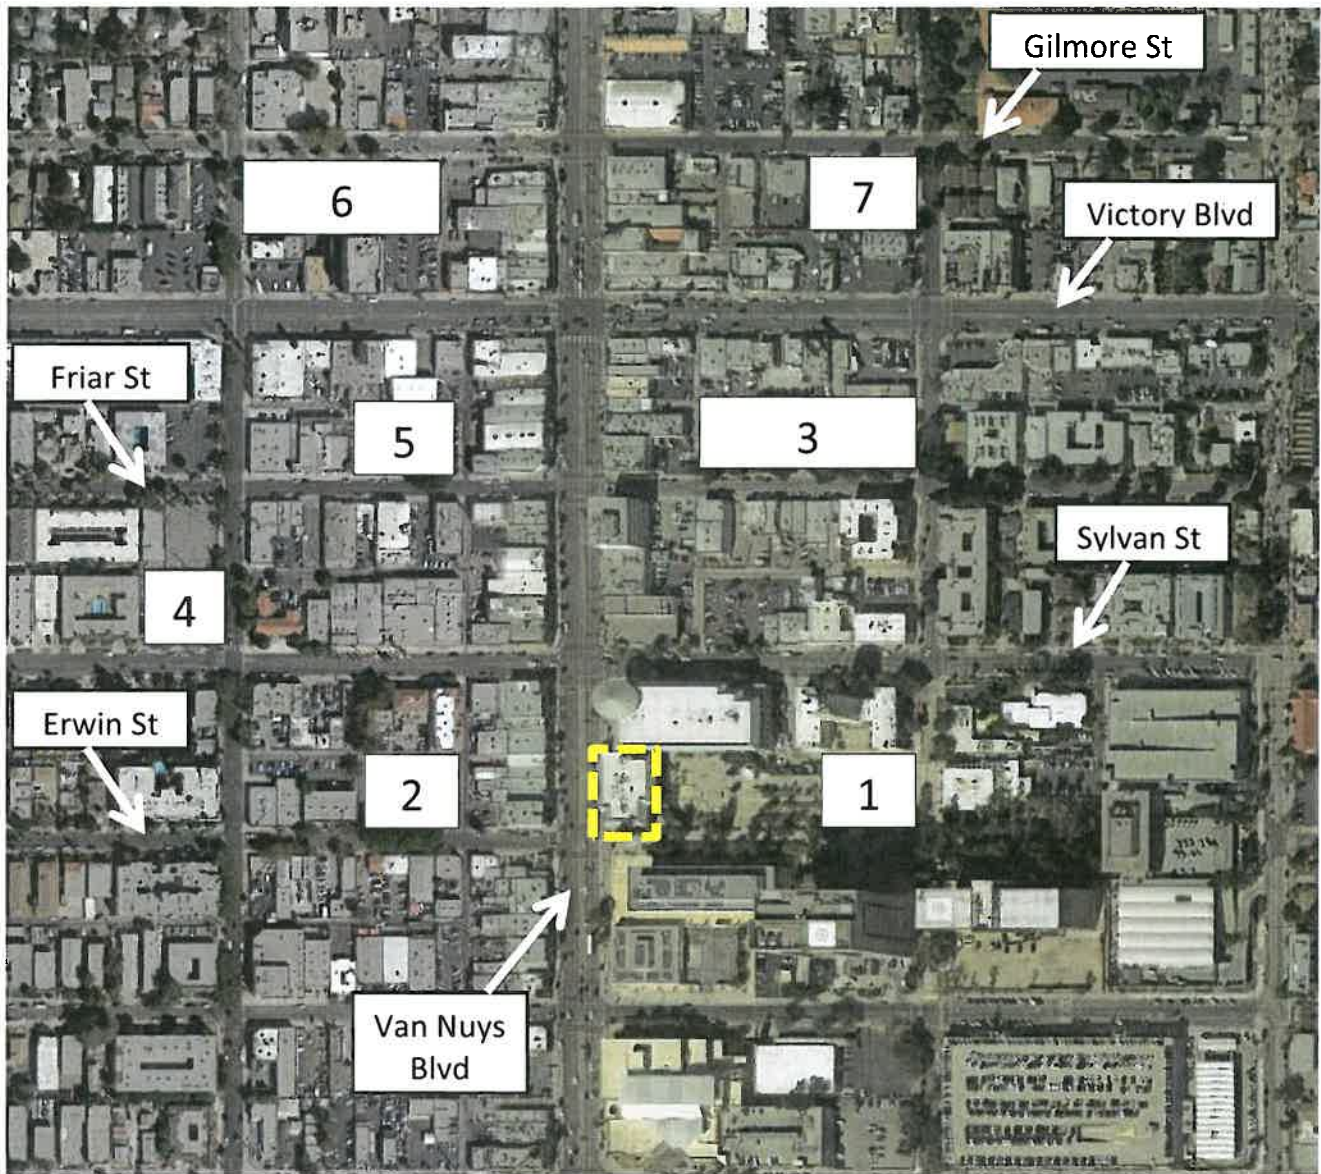 Gilmore St
6
7
Victory Blvd
Friar St
5
3
Sylvan St
4
Erwin St
2
1
Van Nuys
Blvd